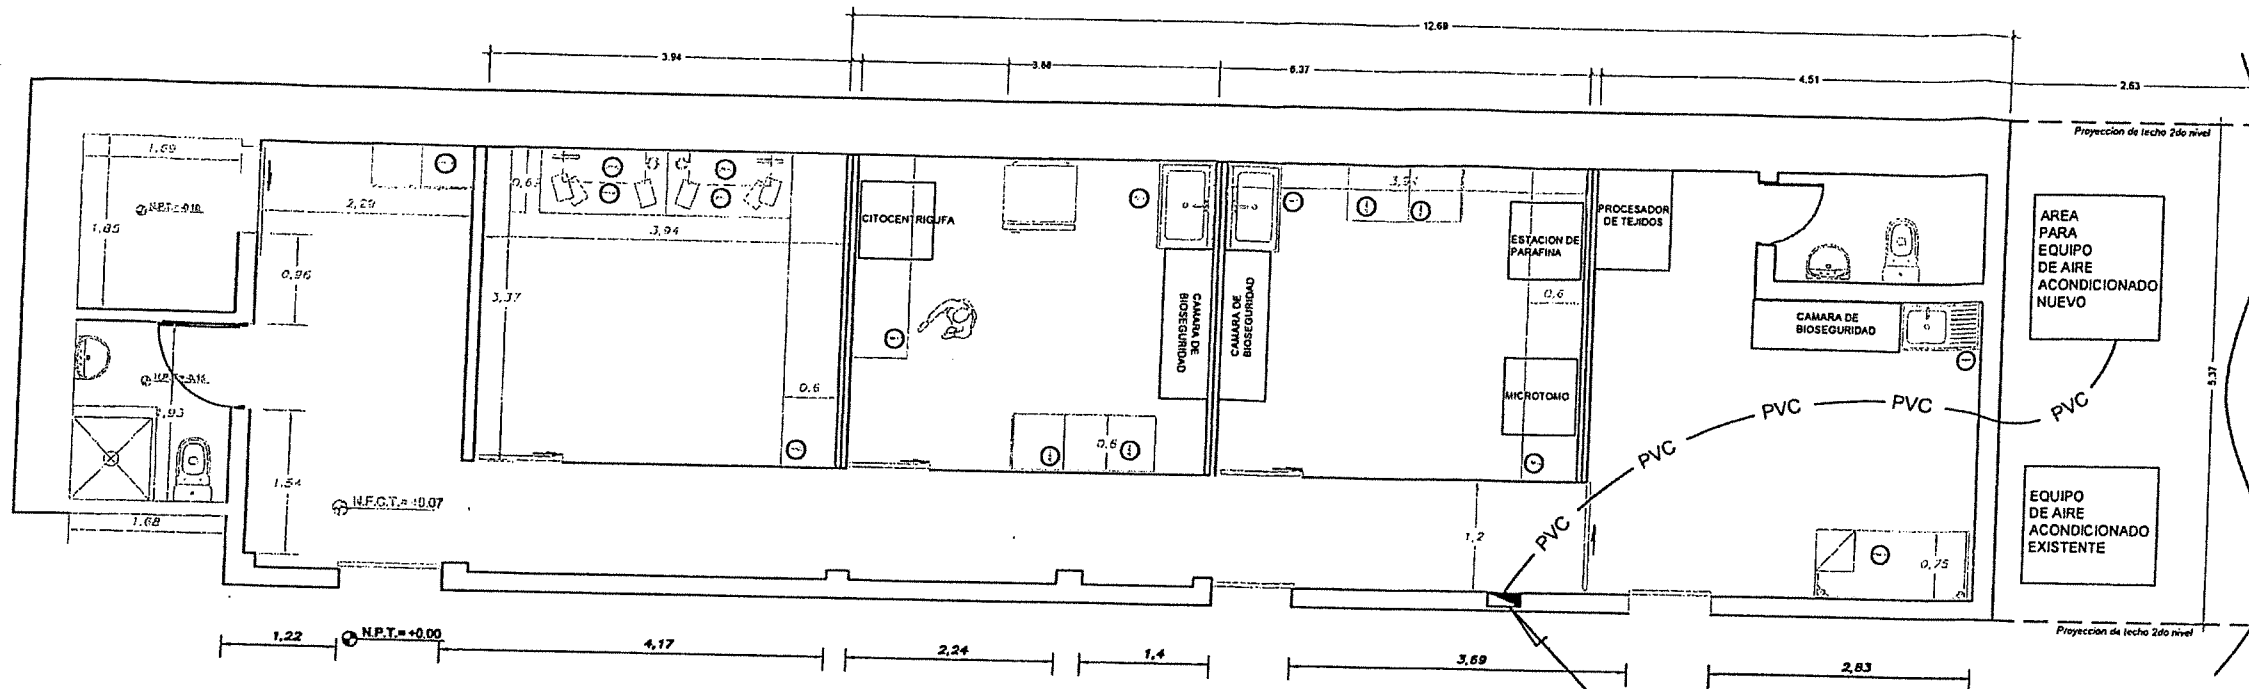 12.69
3.94
3.68
6.37
4.51
2.63
Proyeccion de techo 2do nivel
1,69
N.P.T.= -0.10
1,85
2,29
0,96
3,94
3,37
0,6
CITOCENTRIGUFA
CAMARA DE
BIOSEGURIDAD
CAMARA DE
BIOSEGURIDAD
ESTACION DE
PARAFINA
0,6
MICROTOMO
PROCESADOR
DE TEJIDOS
CAMARA DE
BIOSEGURIDAD
AREA
PARA
EQUIPO
DE AIRE
ACONDICIONADO
NUEVO
5.37
1,93
1,54
1,68
N.F.C.T.= +0.07
0,6
1,2
PVC
PVC
PVC
PVC
PVC
0,75
EQUIPO
DE AIRE
ACONDICIONADO
EXISTENTE
Proyeccion de techo 2do nivel
1,22
N.P.T.= +0.00
4,17
2,24
1,4
3,69
2,83